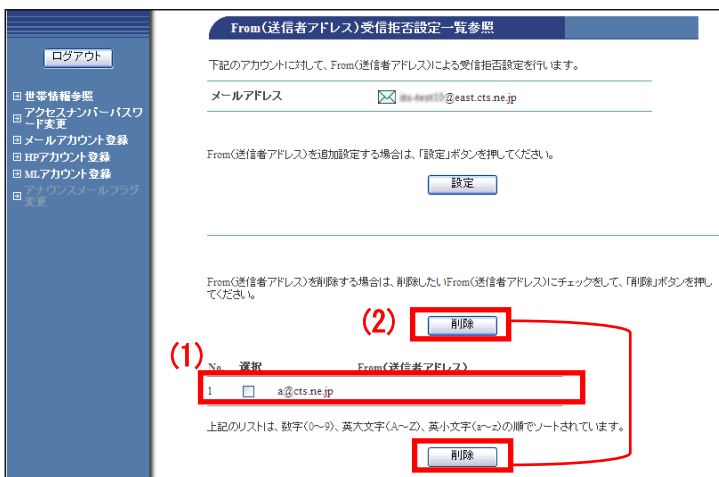 From(送信者アドレス)受信拒否設定一覧参照
ログアウト
下記のアカウントに対して、From(送信者アドレス)による受信拒否設定を行います。
世帯情報参照
アクセスナンバーパスワ
ード変更
メールアカウント登録
HPアカウント登録
MLアカウント登録
アナウンスメールフラグ
変更
メールアドレス
@east.cts.ne.jp
From(送信者アドレス)を追加設定する場合は、「設定」ボタンを押してください。
設定
From(送信者アドレス)を削除する場合は、削除したいFrom(送信者アドレス)にチェックをして、「削除」ボタンを押し
てください。
(2)
削除
(1)
No. 選択 From(送信者アドレス)
1 a@cts.ne.jp
上記のリストは、数字(0～9)、英大文字(A～Z)、英小文字(a～z)の順でソートされています。
削除